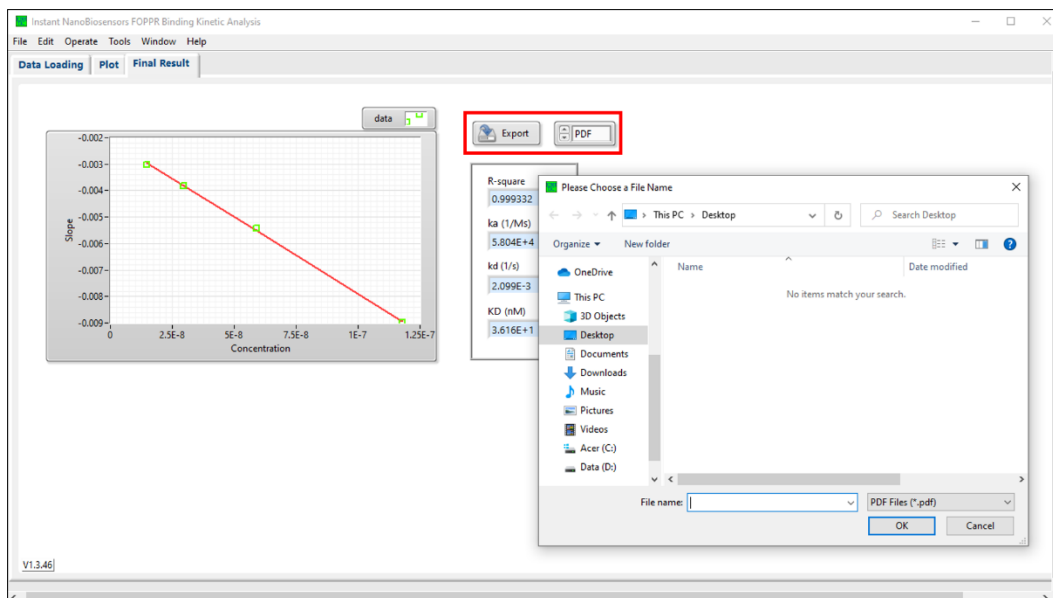 Instant NanoBiosensors FOPPR Binding Kinetic Analysis
File Edit Operate Tools Window Help
Data Loading Plot Final Result
data
Export PDF
-0.002
-0.003
-0.004
-0.005
-0.006
-0.007
-0.008
-0.009
Slope
0 2.5E-8 5E-8 7.5E-8 1E-7 1.25E-7
Concentration
R-square
0.999332
ka (1/Ms)
5.804E+4
kd (1/s)
2.099E-3
KD (nM)
3.616E+1
Please Choose a File Name
This PC > Desktop
Search Desktop
Organize New folder
Name Date modified
No items match your search.
OneDrive
This PC
3D Objects
Desktop
Documents
Downloads
Music
Pictures
Videos
Acer (C:)
Data (D:)
File name: PDF Files (*.pdf)
OK Cancel
V1.3.46